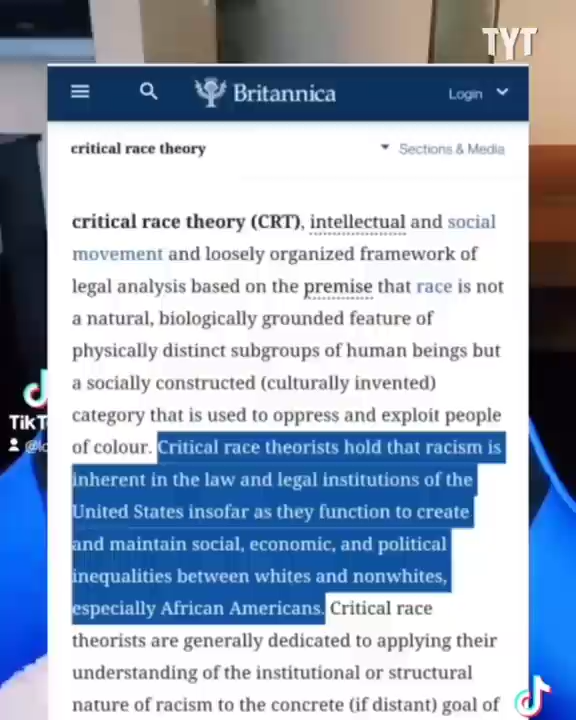 TYT
Britannica
Login
critical race theory
Sections & Media
critical race theory (CRT), intellectual and social
movement and loosely organized framework of
legal analysis based on the premise that race is not
a natural, biologically grounded feature of
physically distinct subgroups of human beings but
a socially constructed (culturally invented)
category that is used to oppress and exploit people
of colour. Critical race theorists hold that racism is
inherent in the law and legal institutions of the
United States insofar as they function to create
and maintain social, economic, and political
inequalities between whites and nonwhites,
especially African Americans. Critical race
theorists are generally dedicated to applying their
understanding of the institutional or structural
nature of racism to the concrete (if distant) goal of